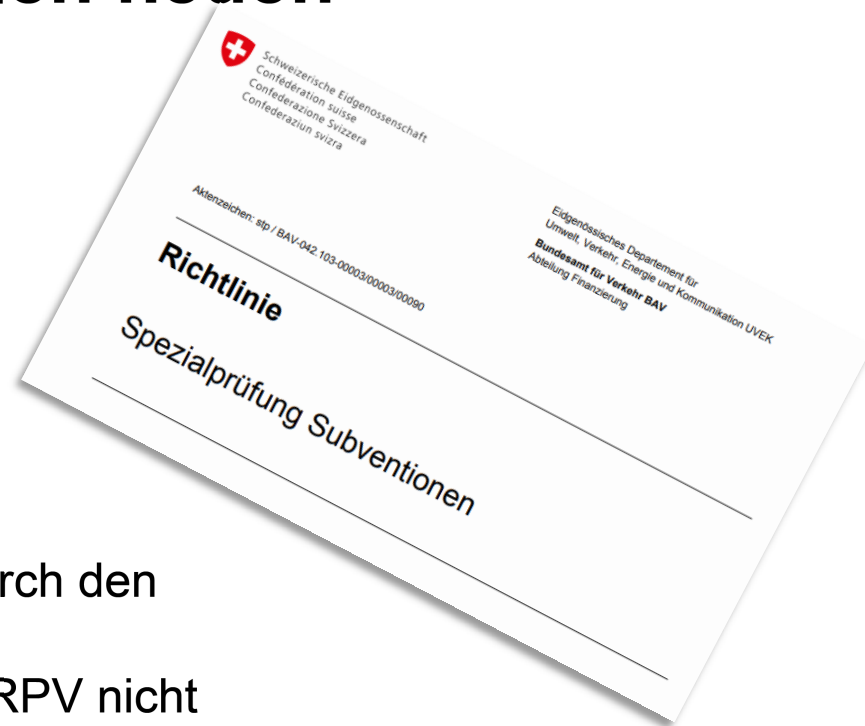 neuen
Schweizerische Eidgenossenschaft
Confédération suisse
Confederazione Svizzera
Confederaziun svizra
Eidgenössisches Departement für
Umwelt, Verkehr, Energie und Kommunikation UVEK
Bundesamt für Verkehr BAV
Abteilung Finanzierung
Aktenzeichen: stp / BAV-042.103-00003/00003/00090
Richtlinie
Spezialprüfung Subventionen
rch den
RPV nicht